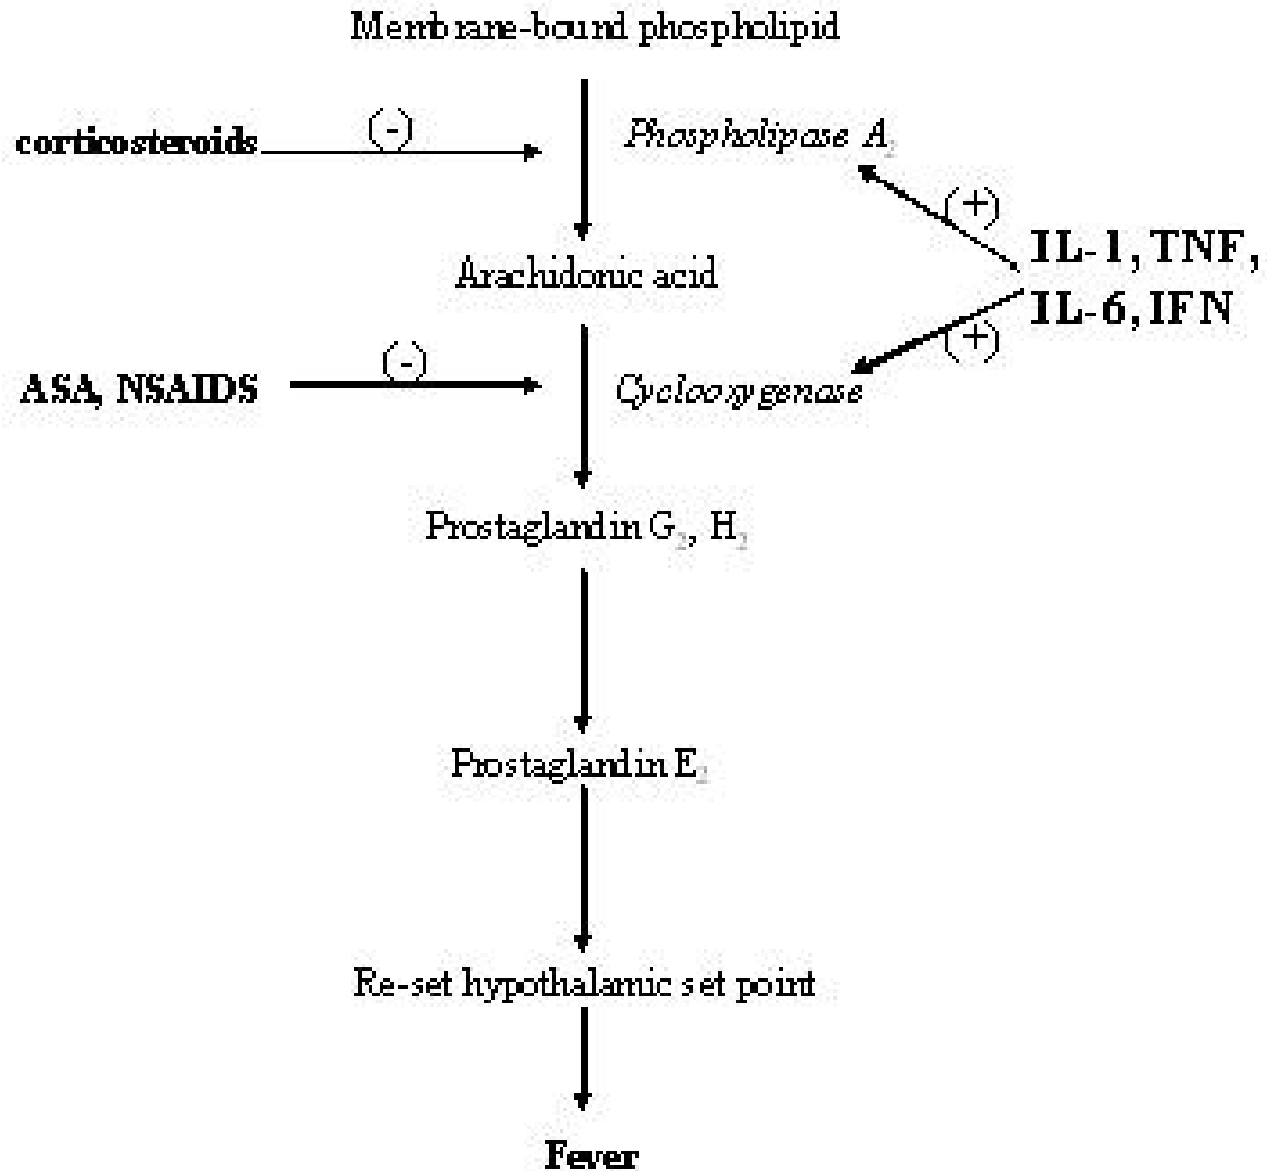 Membrane-bound phospholipid
corticosteroids
(-)
Phospholipase A₂
(+)
IL-1, TNF,
IL-6, IFN
Arachidonic acid
ASA, NSAIDS
(-)
(+)
Cyclooxygenase
Prostaglandin G₂, H₂
Prostaglandin E₂
Re-set hypothalamic set point
Fever